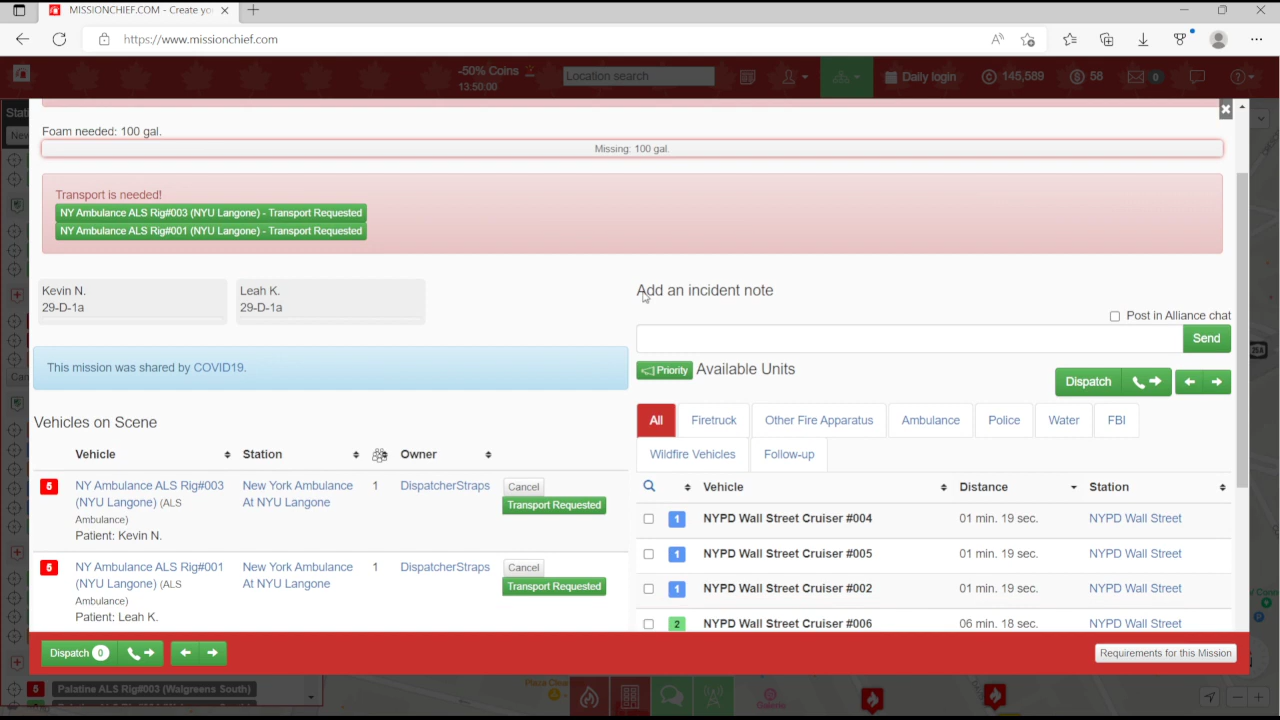 MISSIONCHIEF.COM - Create yo
https://www.missionchief.com
-50% Coins
13:50:00
Location search
Daily login
145,589
58
0
Stati
New
Foam needed: 100 gal.
Missing: 100 gal.
Transport is needed!
NY Ambulance ALS Rig#003 (NYU Langone) - Transport Requested
NY Ambulance ALS Rig#001 (NYU Langone) - Transport Requested
Kevin N.
29-D-1a
Leah K.
29-D-1a
This mission was shared by COVID19.
Vehicles on Scene
Vehicle Station Owner
5 NY Ambulance ALS Rig#003 (NYU Langone) (ALS Ambulance)
Patient: Kevin N.
New York Ambulance At NYU Langone
1
DispatcherStraps
Cancel
Transport Requested
5 NY Ambulance ALS Rig#001 (NYU Langone) (ALS Ambulance)
Patient: Leah K.
New York Ambulance At NYU Langone
1
DispatcherStraps
Cancel
Transport Requested
Add an incident note
Post in Alliance chat
Send
Priority Available Units
Dispatch
All Firetruck Other Fire Apparatus Ambulance Police Water FBI
Wildfire Vehicles Follow-up
Vehicle Distance Station
1 NYPD Wall Street Cruiser #004 01 min. 19 sec. NYPD Wall Street
1 NYPD Wall Street Cruiser #005 01 min. 19 sec. NYPD Wall Street
1 NYPD Wall Street Cruiser #002 01 min. 19 sec. NYPD Wall Street
2 NYPD Wall Street Cruiser #006 06 min. 18 sec. NYPD Wall Street
Dispatch 0
Requirements for this Mission
5 Palatine ALS Rig#003 (Walgreens South)